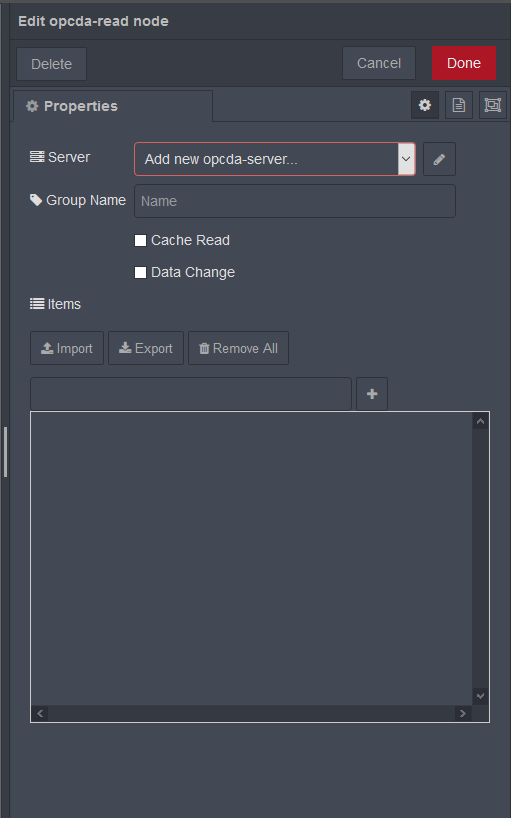 Edit opcda-read node
Delete
Cancel
Done
Properties
Server
Add new opcda-server...
Group Name
Name
Cache Read
Data Change
Items
Import
Export
Remove All